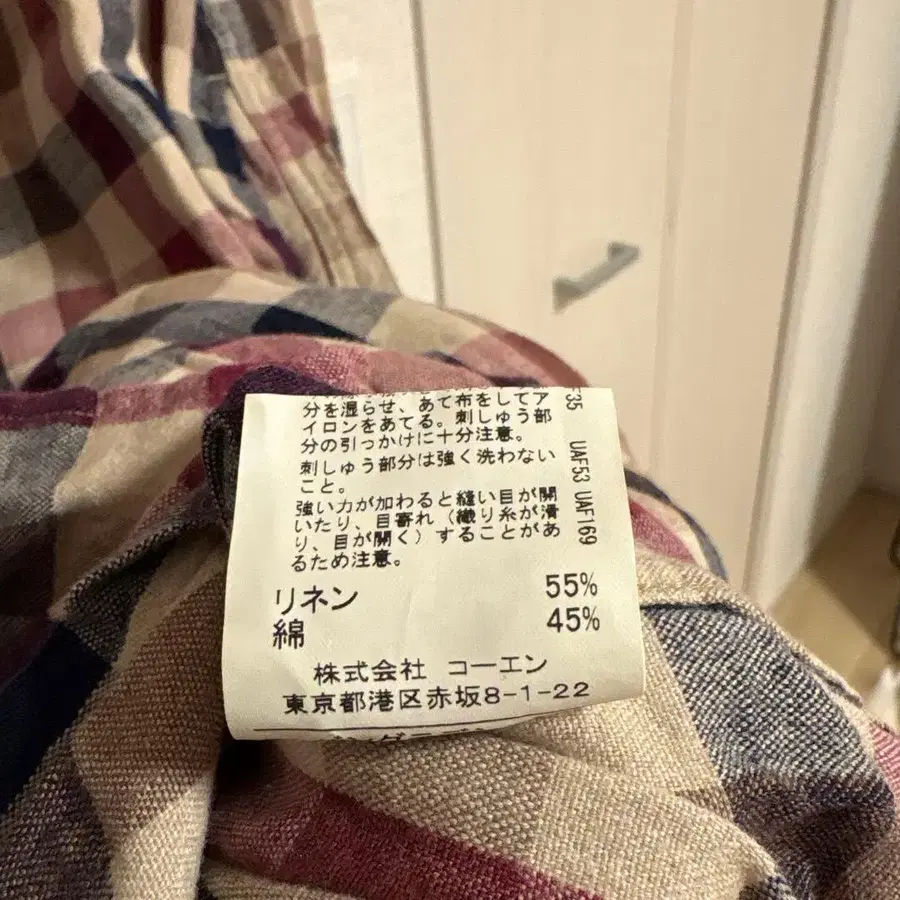 分を湿らせ、あて布をしてア
イロンをあてる。刺しゅう部
分の引っかけに十分注意。
刺しゅう部分は強く洗わない
こと。
強い力が加わると縫い目が開
いたり、目寄れ（織り糸が滑
り、目が開く）することがあ
るため注意。
35 UAF53 UAF169
リネン 55%
綿 45%
株式会社 コーエン
東京都港区赤坂8-1-22